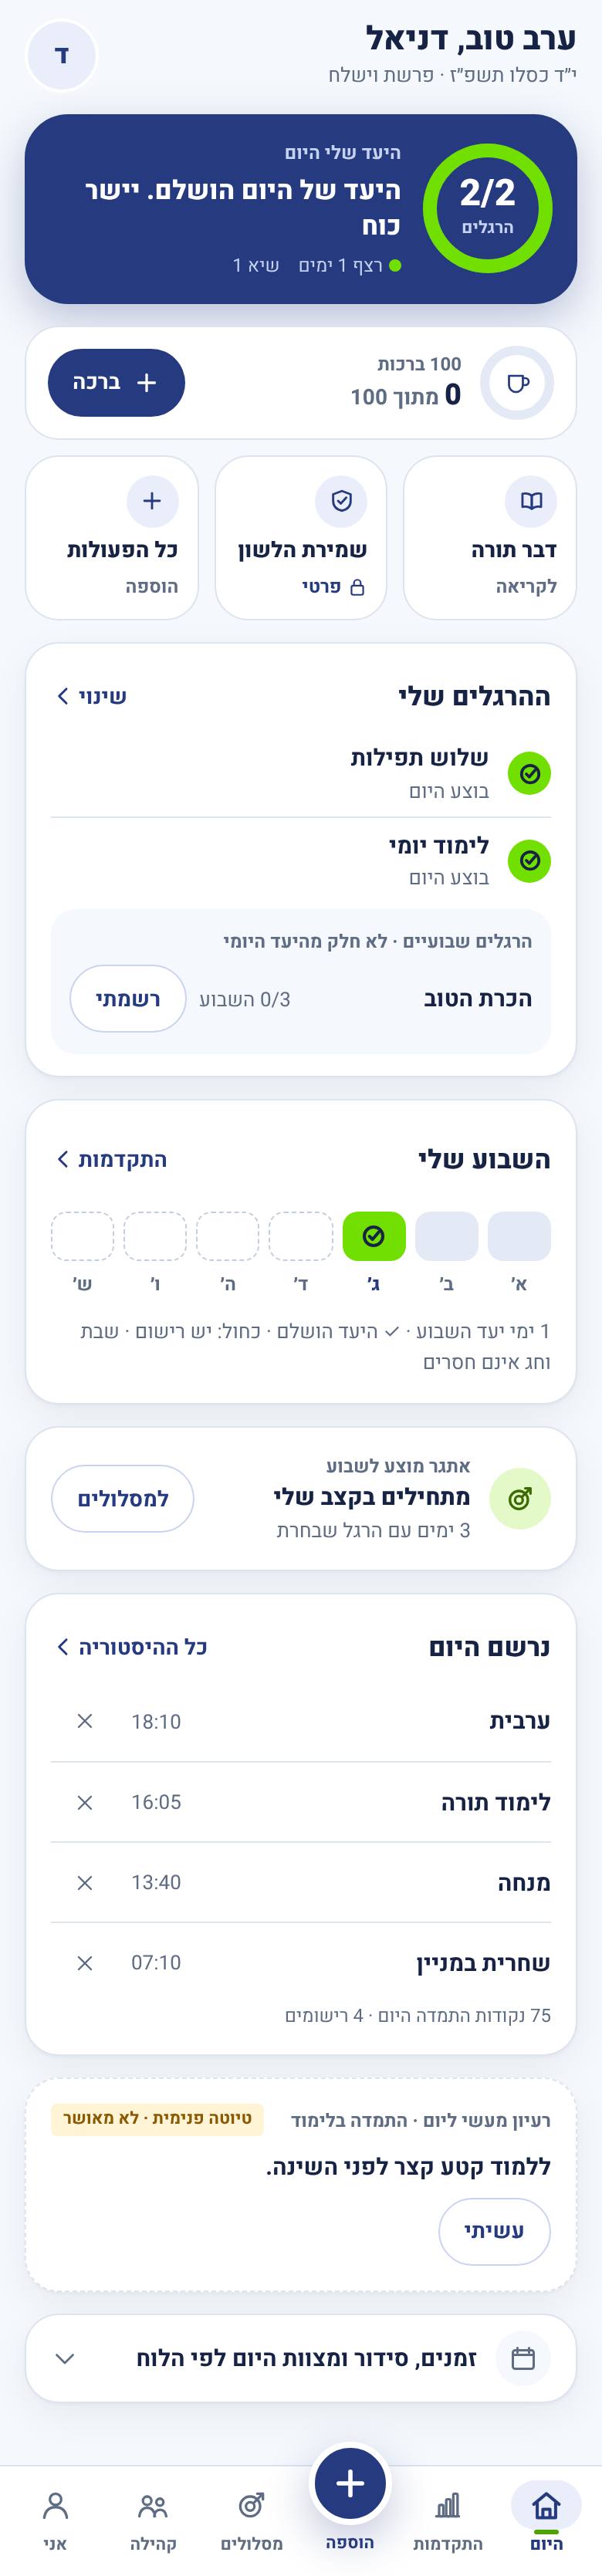 ערב טוב, דניאל
ד
י״ד כסלו תשפ״ז · פרשת וישלח
2/2
הרגלים
היעד שלי היום
היעד של היום הושלם. יישר
כוח
רצף 1 ימים שיא 1
100 ברכות
0 מתוך 100
ברכה
דבר תורה
לקריאה
שמירת הלשון
פרטי
כל הפעולות
הוספה
ההרגלים שלי
שינוי
שלוש תפילות
בוצע היום
לימוד יומי
בוצע היום
הרגלים שבועיים · לא חלק מהיעד היומי
הכרת הטוב 0/3 השבוע רשמתי
השבוע שלי
התקדמות
א׳ ב׳ ג׳ ד׳ ה׳ ו׳ ש׳
1 ימי יעד השבוע · ✓ היעד הושלם · כחול: יש רישום · שבת
וחג אינם חסרים
אתגר מוצע לשבוע
מתחילים בקצב שלי
3 ימים עם הרגל שבחרת
למסלולים
נרשם היום
כל ההיסטוריה
ערבית 18:10
לימוד תורה 16:05
מנחה 13:40
שחרית במניין 07:10
75 נקודות התמדה היום · 4 רישומים
רעיון מעשי ליום · התמדה בלימוד
טיוטה פנימית · לא מאושר
ללמוד קטע קצר לפני השינה.
עשיתי
זמנים, סידור ומצוות היום לפי הלוח
היום התקדמות הוספה מסלולים קהילה אני